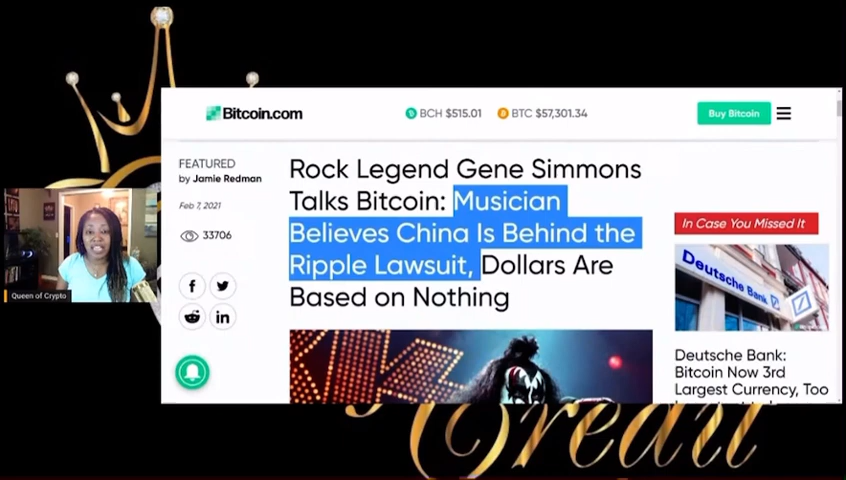 Bitcoin.com
BCH $515.01
BTC $57,301.34
Buy Bitcoin
FEATURED
by Jamie Redman
Feb 7, 2021
33706
Rock Legend Gene Simmons
Talks Bitcoin: Musician
Believes China Is Behind the
Ripple Lawsuit, Dollars Are
Based on Nothing
In Case You Missed It
Deutsche Bank
Deutsche Bank:
Bitcoin Now 3rd
Largest Currency, Too
Queen of Crypto
Credit